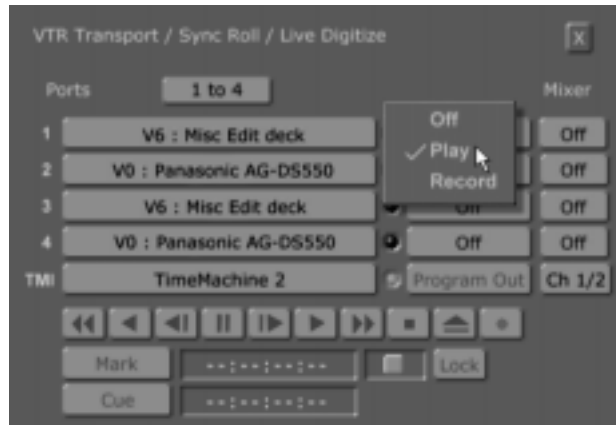 VTR Transport / Sync Roll / Live Digitize X
Ports 1 to 4 Mixer
Off
Play
Record
1 V6 : Misc Edit deck Off
2 V0 : Panasonic AG-DS550 Off
3 V6 : Misc Edit deck Off Off
4 V0 : Panasonic AG-DS550 Off Off
TMI TimeMachine 2 Program Out Ch 1/2
Mark --:--:--:-- Lock
Cue --:--:--:--